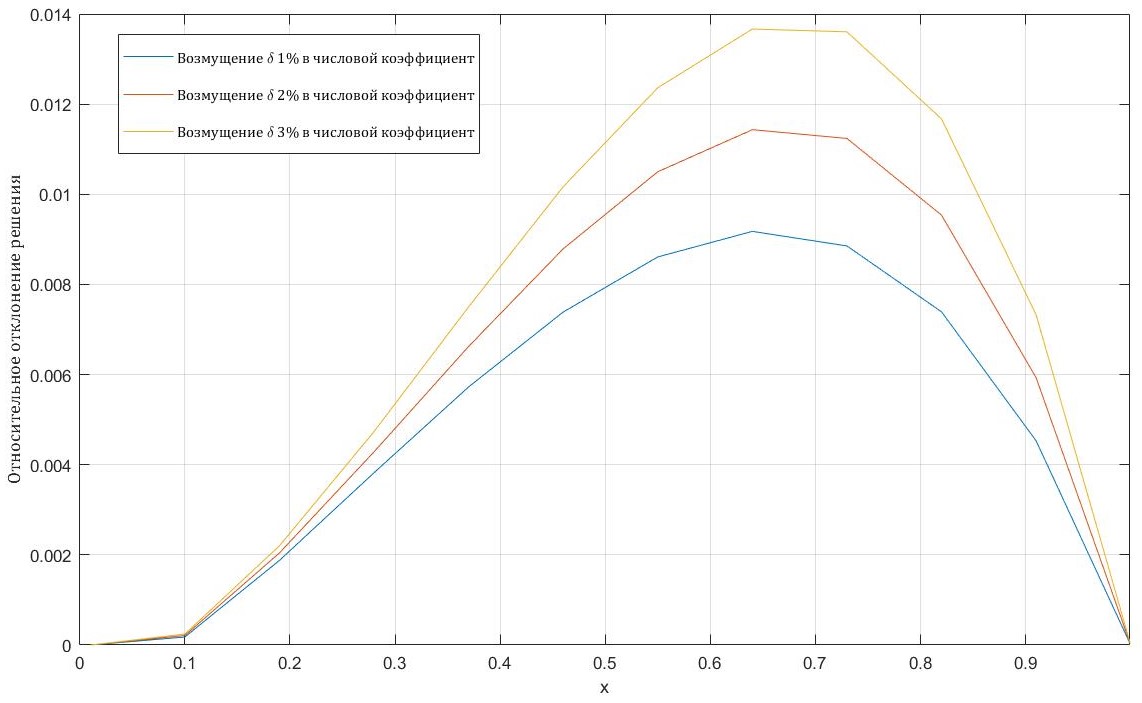 0.014
0.012
0.01
0.008
0.006
0.004
0.002
0
Относительное отклонение решения
Возмущение δ 1% в числовой коэффициент
Возмущение δ 2% в числовой коэффициент
Возмущение δ 3% в числовой коэффициент
0 0.1 0.2 0.3 0.4 0.5 0.6 0.7 0.8 0.9
x